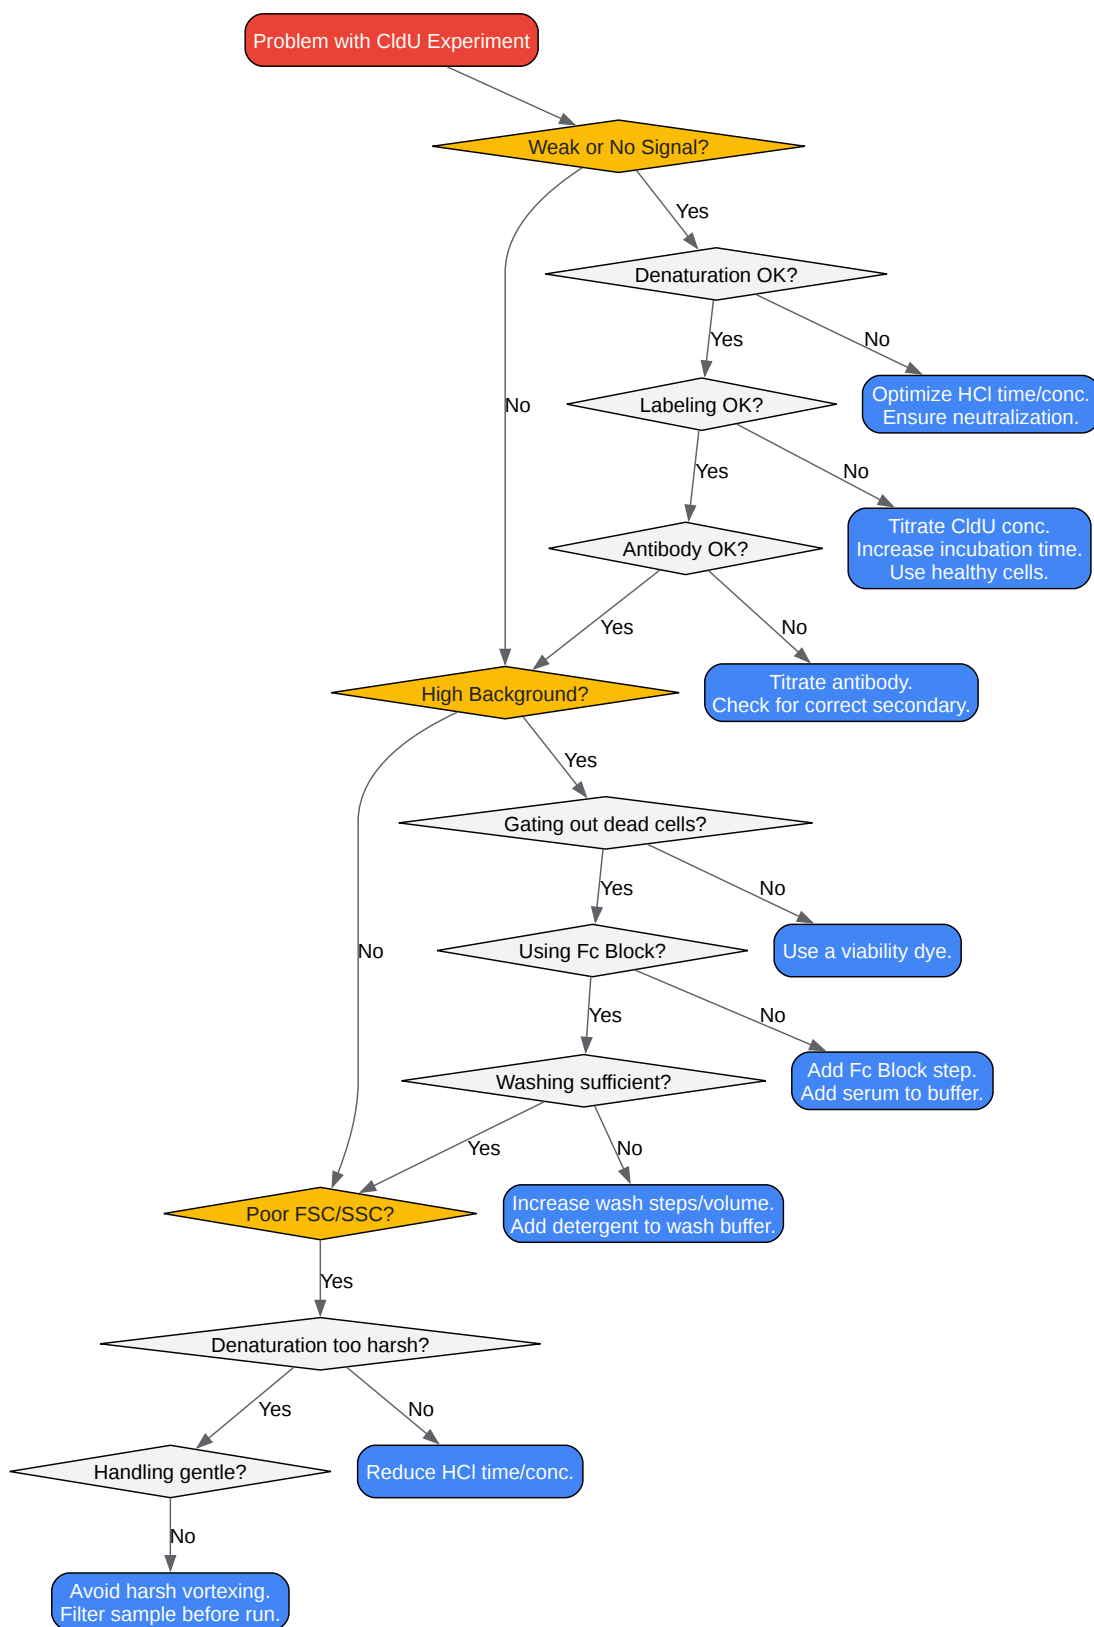 Problem with CldU Experiment
Weak or No Signal?
Yes
Denaturation OK?
Yes
No
Labeling OK?
Optimize HCl time/conc.
Ensure neutralization.
No
Yes
No
Antibody OK?
Titrate CldU conc.
Increase incubation time.
Use healthy cells.
Yes
No
High Background?
Titrate antibody.
Check for correct secondary.
Yes
Gating out dead cells?
Yes
No
Using Fc Block?
Use a viability dye.
No
Yes
No
Washing sufficient?
Add Fc Block step.
Add serum to buffer.
Yes
No
Poor FSC/SSC?
Increase wash steps/volume.
Add detergent to wash buffer.
Yes
Denaturation too harsh?
Yes
No
Handling gentle?
Reduce HCl time/conc.
No
Avoid harsh vortexing.
Filter sample before run.